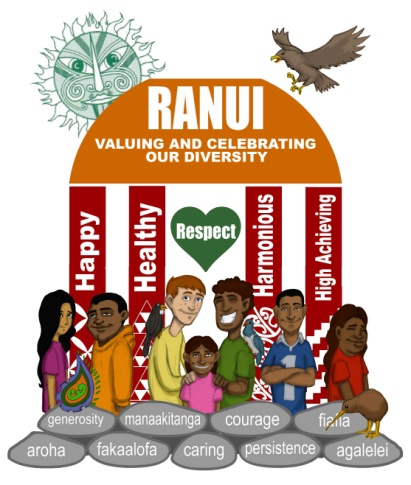 RANUI
VALUING AND CELEBRATING
OUR DIVERSITY
Happy
Healthy
Respect
Harmonious
High Achieving
generosity
manaakitanga
courage
fiafia
aroha
fakaalofa
caring
persistence
agalelei